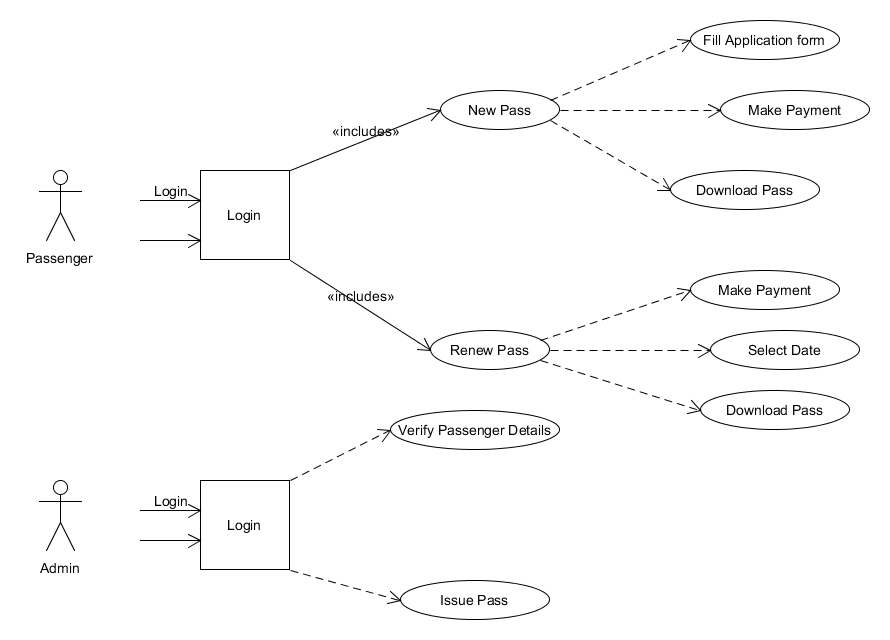 Fill Application form
New Pass
Make Payment
«includes»
Download Pass
Login
Login
Passenger
«includes»
Make Payment
Renew Pass
Select Date
Download Pass
Verify Passenger Details
Login
Login
Admin
Issue Pass